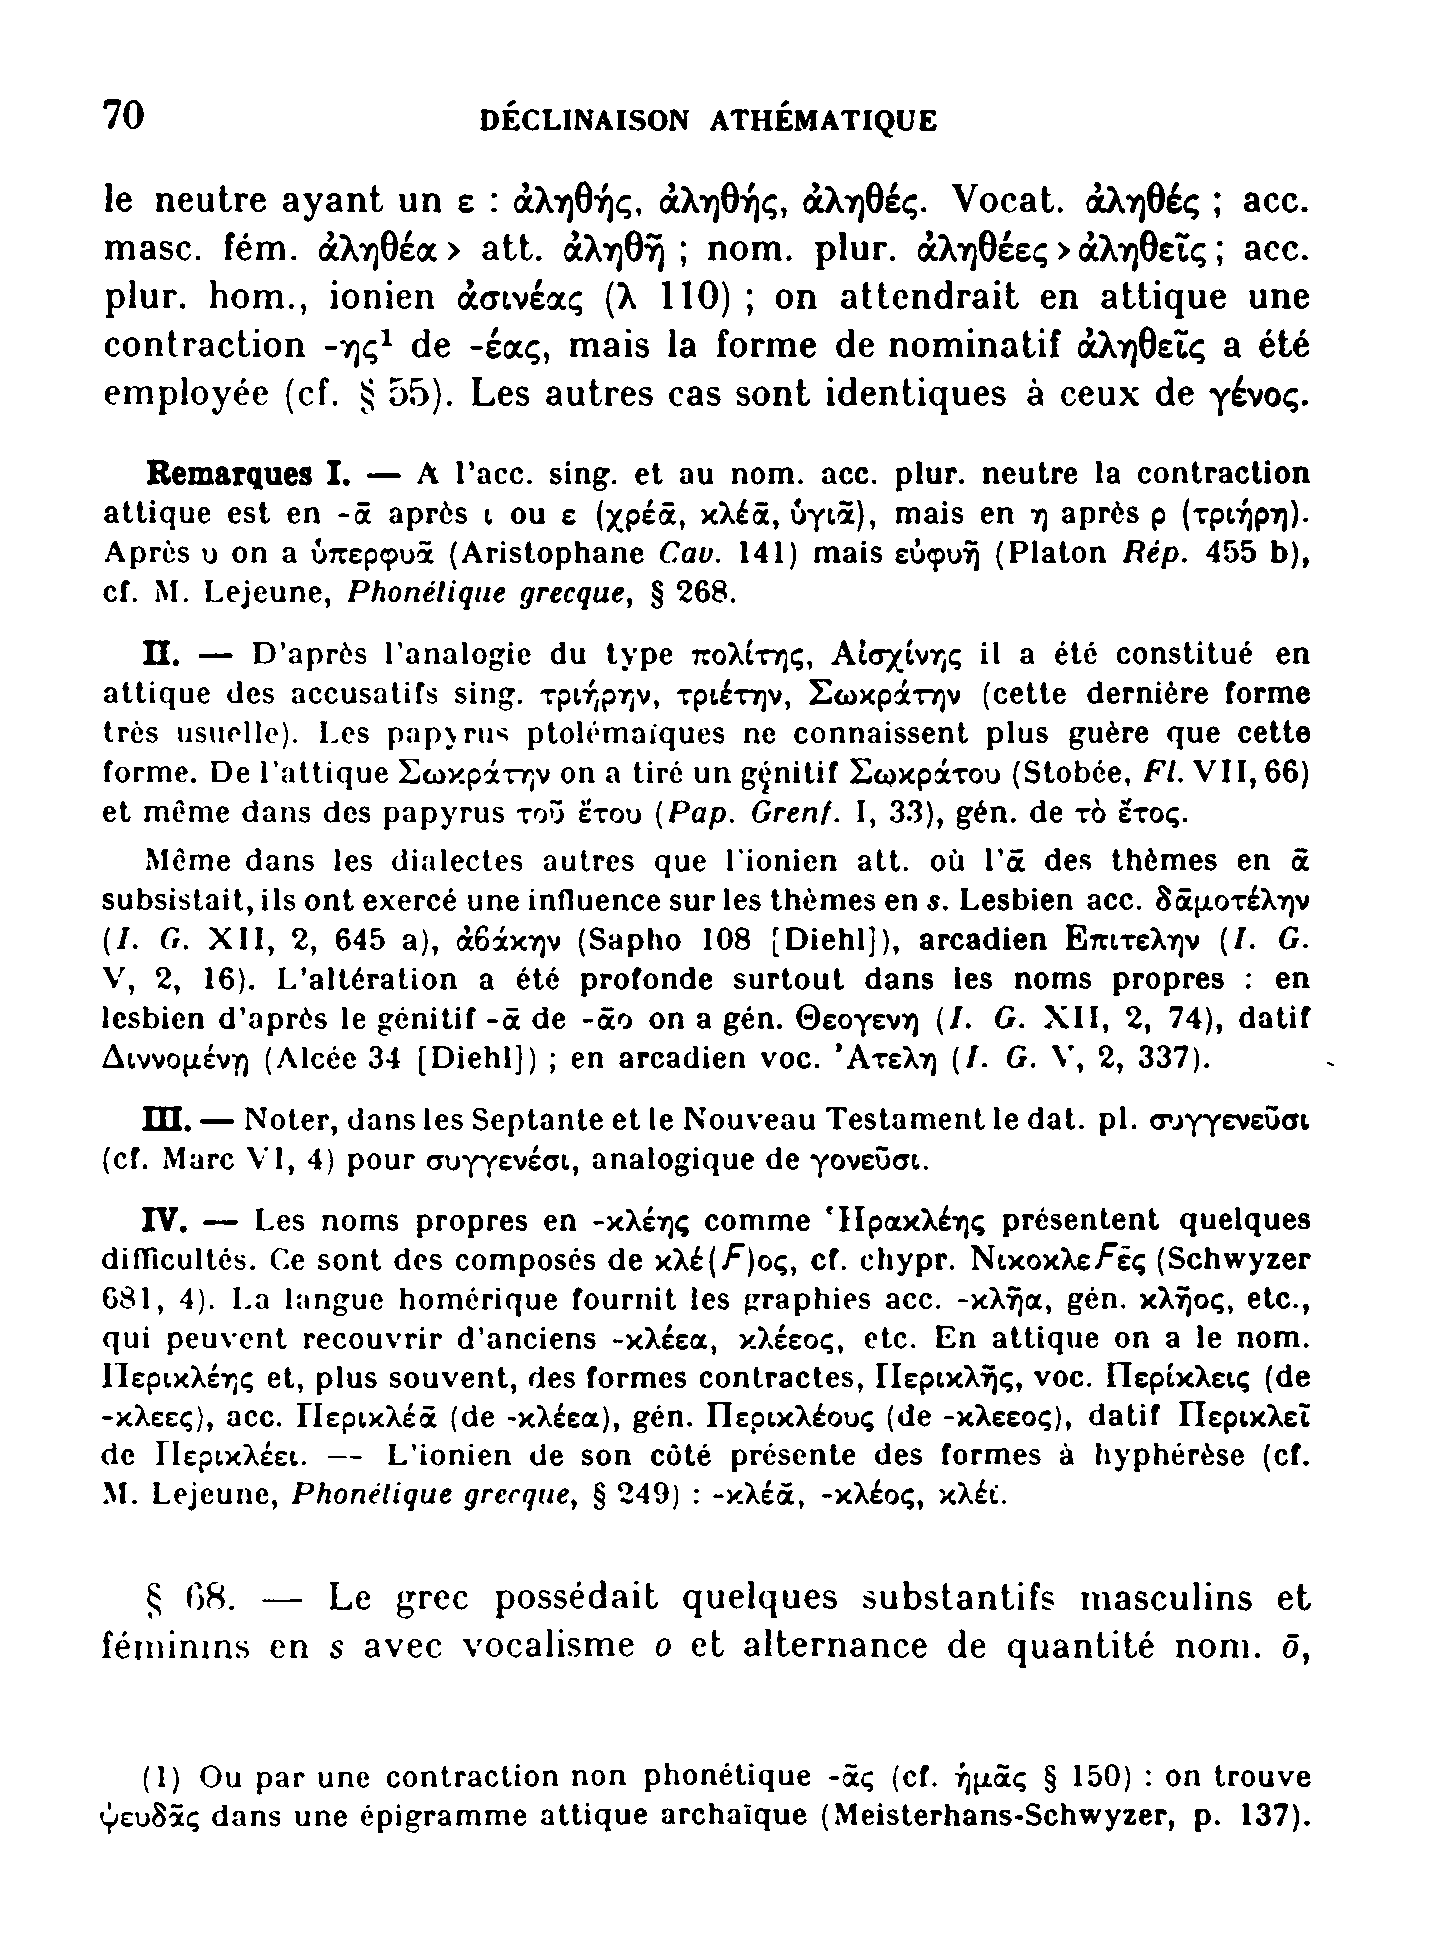 70 DÉCLINAISON ATHÉMATIQUE
le neutre ayant un ε : ἀληθής, ἀληθής, ἀληθές. Vocat. ἀληθές ; acc.
masc. fém. ἀληθέα > att. ἀληθῆ ; nom. plur. ἀληθέες > ἀληθεῖς ; acc.
plur. hom., ionien ἀσινέας (λ 110) ; on attendrait en attique une
contraction -ης¹ de -έας, mais la forme de nominatif ἀληθεῖς a été
employée (cf. § 55). Les autres cas sont identiques à ceux de γένος.
Remarques I. — A l'acc. sing. et au nom. acc. plur. neutre la contraction
attique est en -ᾱ après ι ou ε (χρέᾱ, κλέᾱ, ὑγιᾶ), mais en η après ρ (τριήρη).
Après υ on a ὑπερφυᾶ (Aristophane Cav. 141) mais εὐφυῆ (Platon Rép. 455 b),
cf. M. Lejeune, Phonétique grecque, § 268.
II. — D'après l'analogie du type πολίτης, Αἰσχίνης il a été constitué en
attique des accusatifs sing. τριήρην, τριέτην, Σωκράτην (cette dernière forme
très usuelle). Les papyrus ptolémaïques ne connaissent plus guère que cette
forme. De l'attique Σωκράτην on a tiré un génitif Σωκράτου (Stobée, Fl. VII, 66)
et même dans des papyrus τοῦ ἔτου (Pap. Grenf. I, 33), gén. de τὸ ἔτος.
Même dans les dialectes autres que l'ionien att. où l'ᾱ des thèmes en ᾱ
subsistait, ils ont exercé une influence sur les thèmes en s. Lesbien acc. δᾱμοτέλην
(I. G. XII, 2, 645 a), ἀβάκην (Sapho 108 [Diehl]), arcadien Επιτελην (I. G.
V, 2, 16). L'altération a été profonde surtout dans les noms propres : en
lesbien d'après le génitif -ᾱ de -ᾱο on a gén. Θεογενη (I. G. XII, 2, 74), datif
Διννομένῃ (Alcée 34 [Diehl]) ; en arcadien voc. Ἀτελη (I. G. V, 2, 337).
III. — Noter, dans les Septante et le Nouveau Testament le dat. pl. συγγενεῦσι
(cf. Marc VI, 4) pour συγγενέσι, analogique de γονεῦσι.
IV. — Les noms propres en -κλέης comme Ἡρακλέης présentent quelques
difficultés. Ce sont des composés de κλέ(Ϝ)ος, cf. chypr. ΝικοκλεϜές (Schwyzer
681, 4). La langue homérique fournit les graphies acc. -κλῆα, gén. κλῆος, etc.,
qui peuvent recouvrir d'anciens -κλέεα, κλέεος, etc. En attique on a le nom.
Περικλέης et, plus souvent, des formes contractes, Περικλῆς, voc. Περίκλεις (de
-κλεες), acc. Περικλέᾱ (de -κλέεα), gén. Περικλέους (de -κλεεος), datif Περικλεῖ
de Περικλέει. — L'ionien de son côté présente des formes à hyphérèse (cf.
M. Lejeune, Phonétique grecque, § 249) : -κλέᾱ, -κλέος, κλέϊ.
§ 68. — Le grec possédait quelques substantifs masculins et
féminins en s avec vocalisme o et alternance de quantité nom. ō,
(1) Ou par une contraction non phonétique -ᾶς (cf. ἡμᾶς § 150) : on trouve
ψευδᾶς dans une épigramme attique archaïque (Meisterhans-Schwyzer, p. 137).